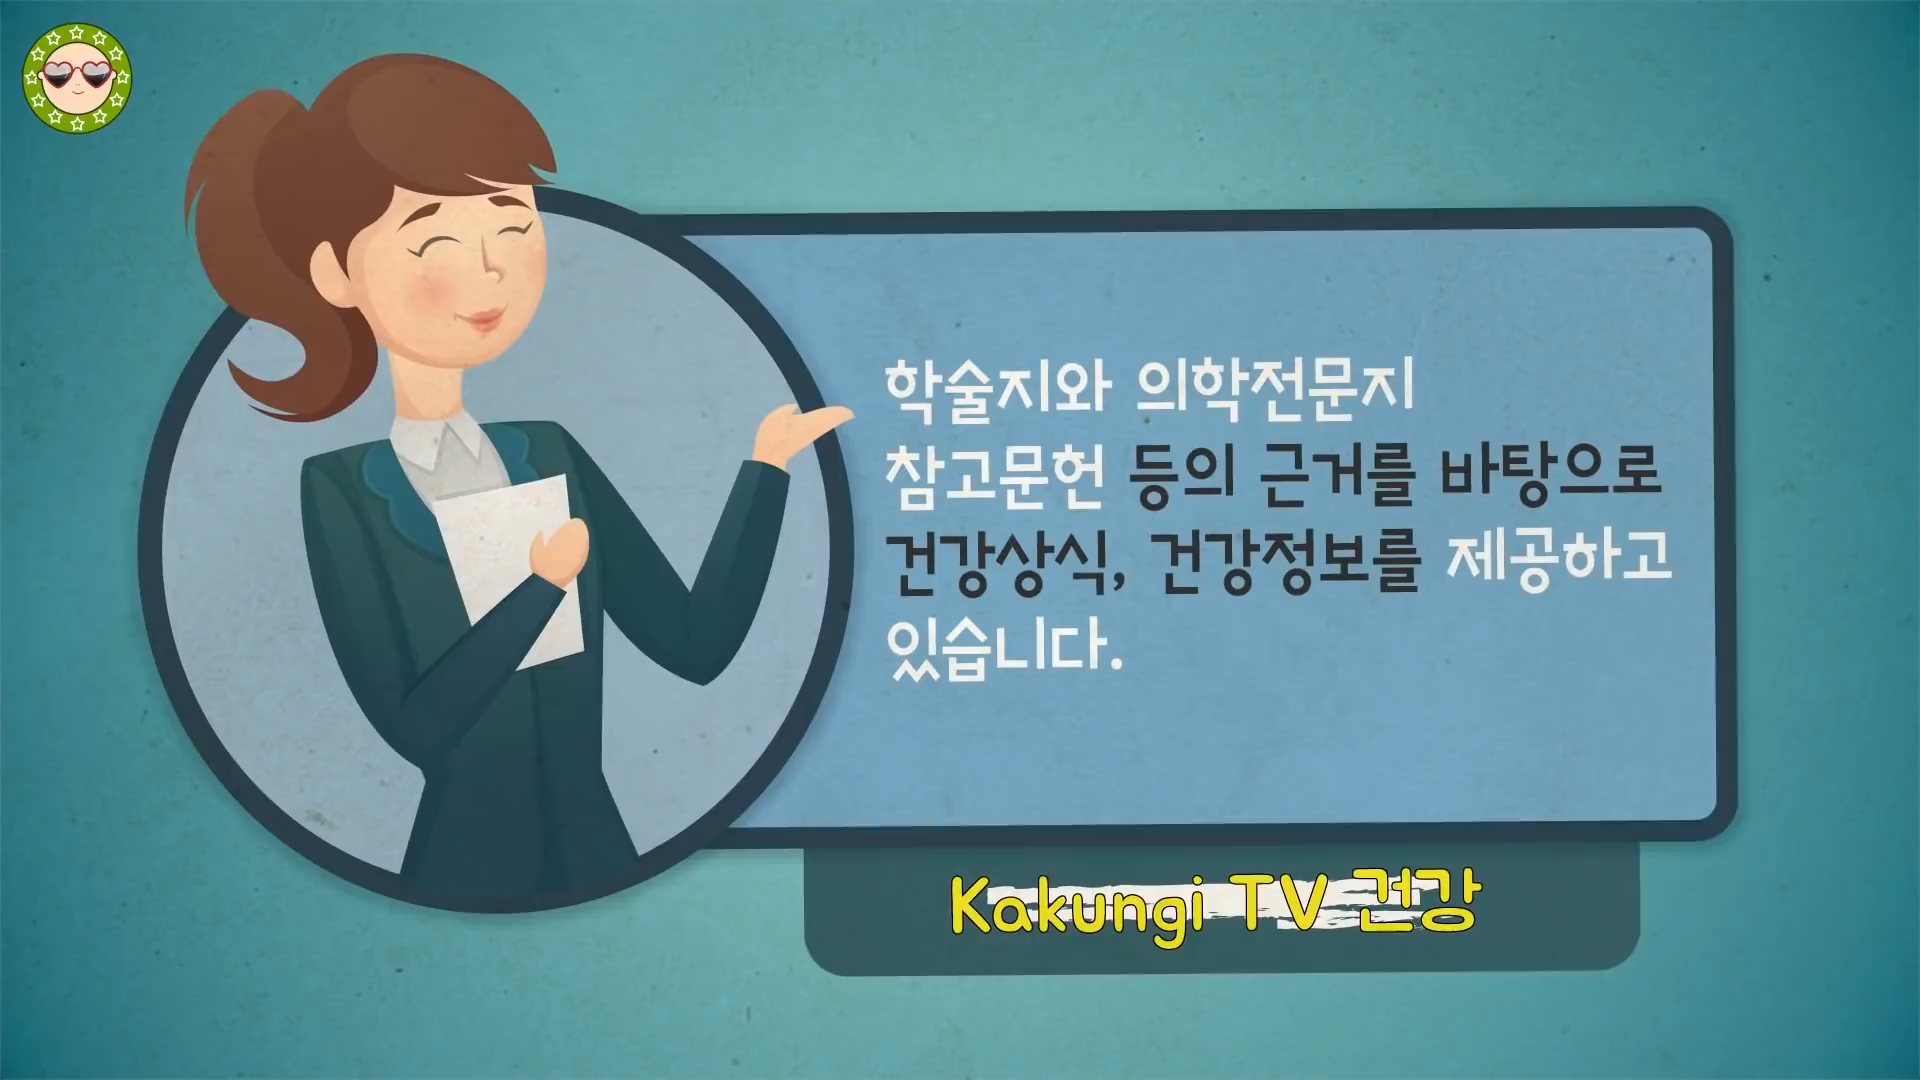 학술지와 의학전문지
참고문헌 등의 근거를 바탕으로
건강상식, 건강정보를 제공하고
있습니다.
Kakungi TV 건강